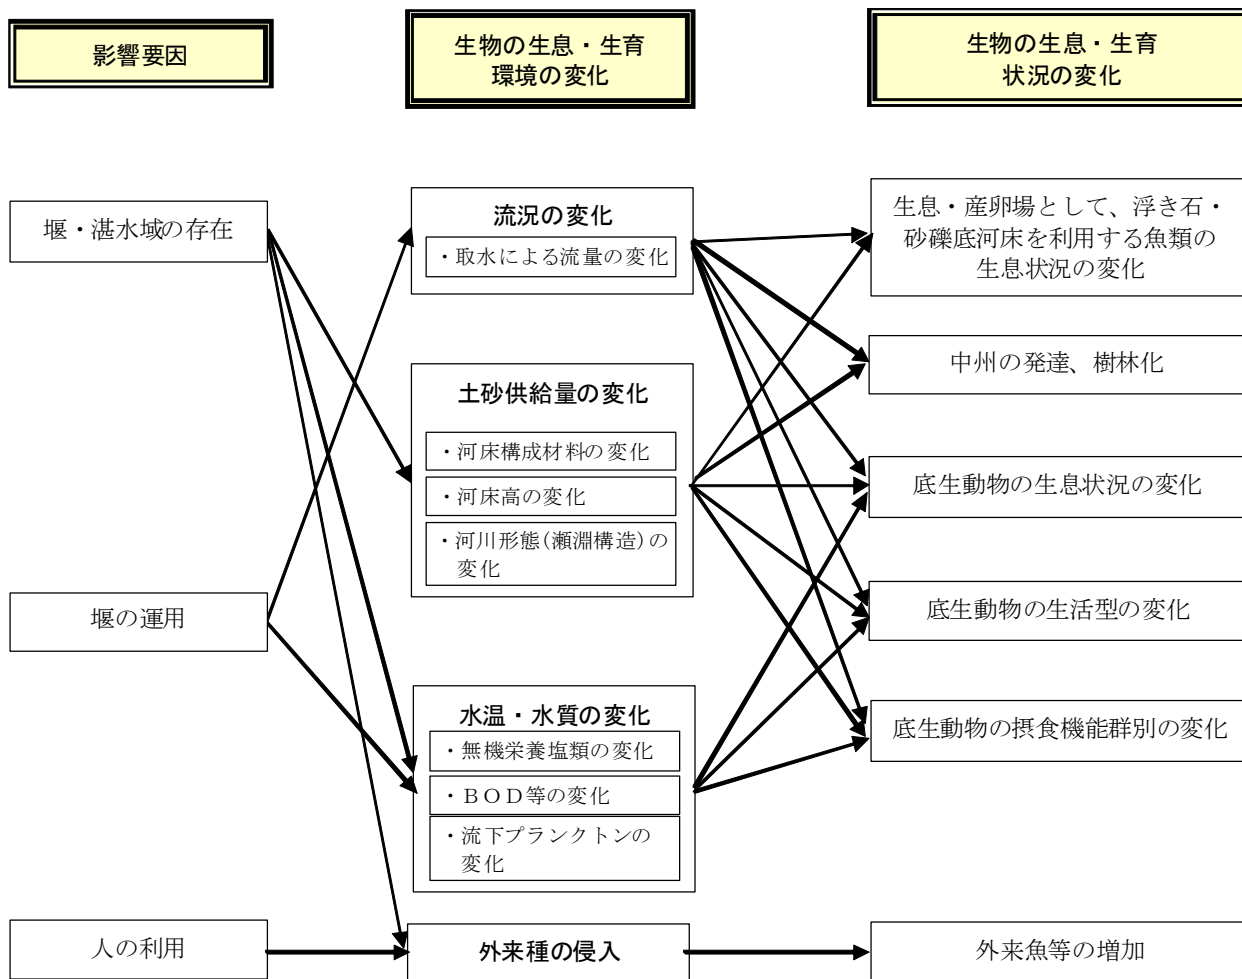 影響要因
生物の生息・生育
環境の変化
生物の生息・生育
状況の変化
堰・湛水域の存在
流況の変化
・取水による流量の変化
生息・産卵場として、浮き石・
砂礫底河床を利用する魚類の
生息状況の変化
中州の発達、樹林化
土砂供給量の変化
・河床構成材料の変化
・河床高の変化
・河川形態(瀬淵構造)の
変化
底生動物の生息状況の変化
堰の運用
底生動物の生活型の変化
水温・水質の変化
・無機栄養塩類の変化
・ＢＯＤ等の変化
・流下プランクトンの
変化
底生動物の摂食機能群別の変化
人の利用
外来種の侵入
外来魚等の増加